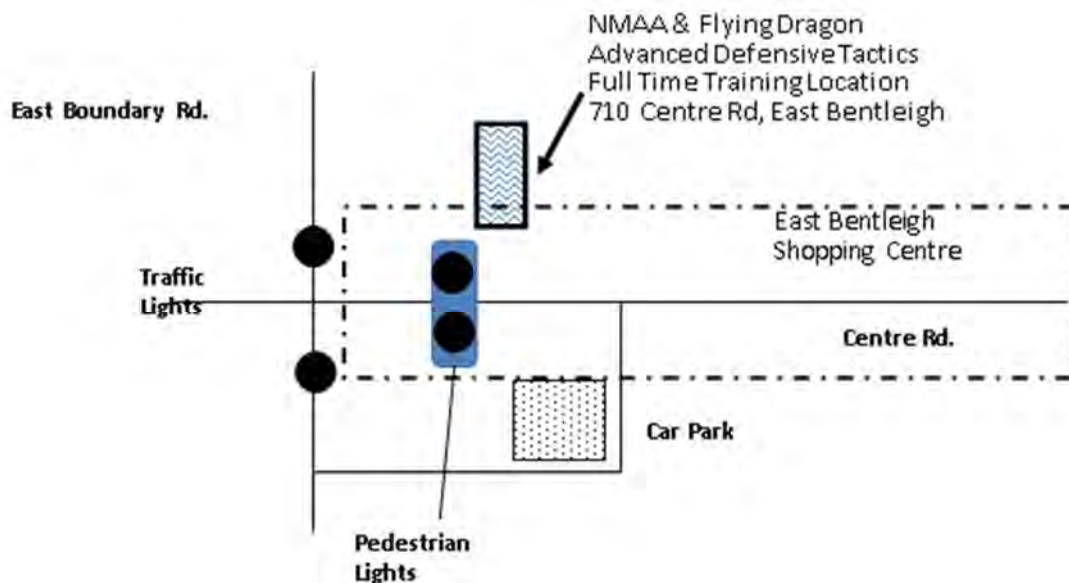 NMAA & Flying Dragon
Advanced Defensive Tactics
Full Time Training Location
710 Centre Rd, East Bentleigh
East Boundary Rd.
East Bentleigh
Shopping Centre
Traffic
Lights
Centre Rd.
Car Park
Pedestrian
Lights